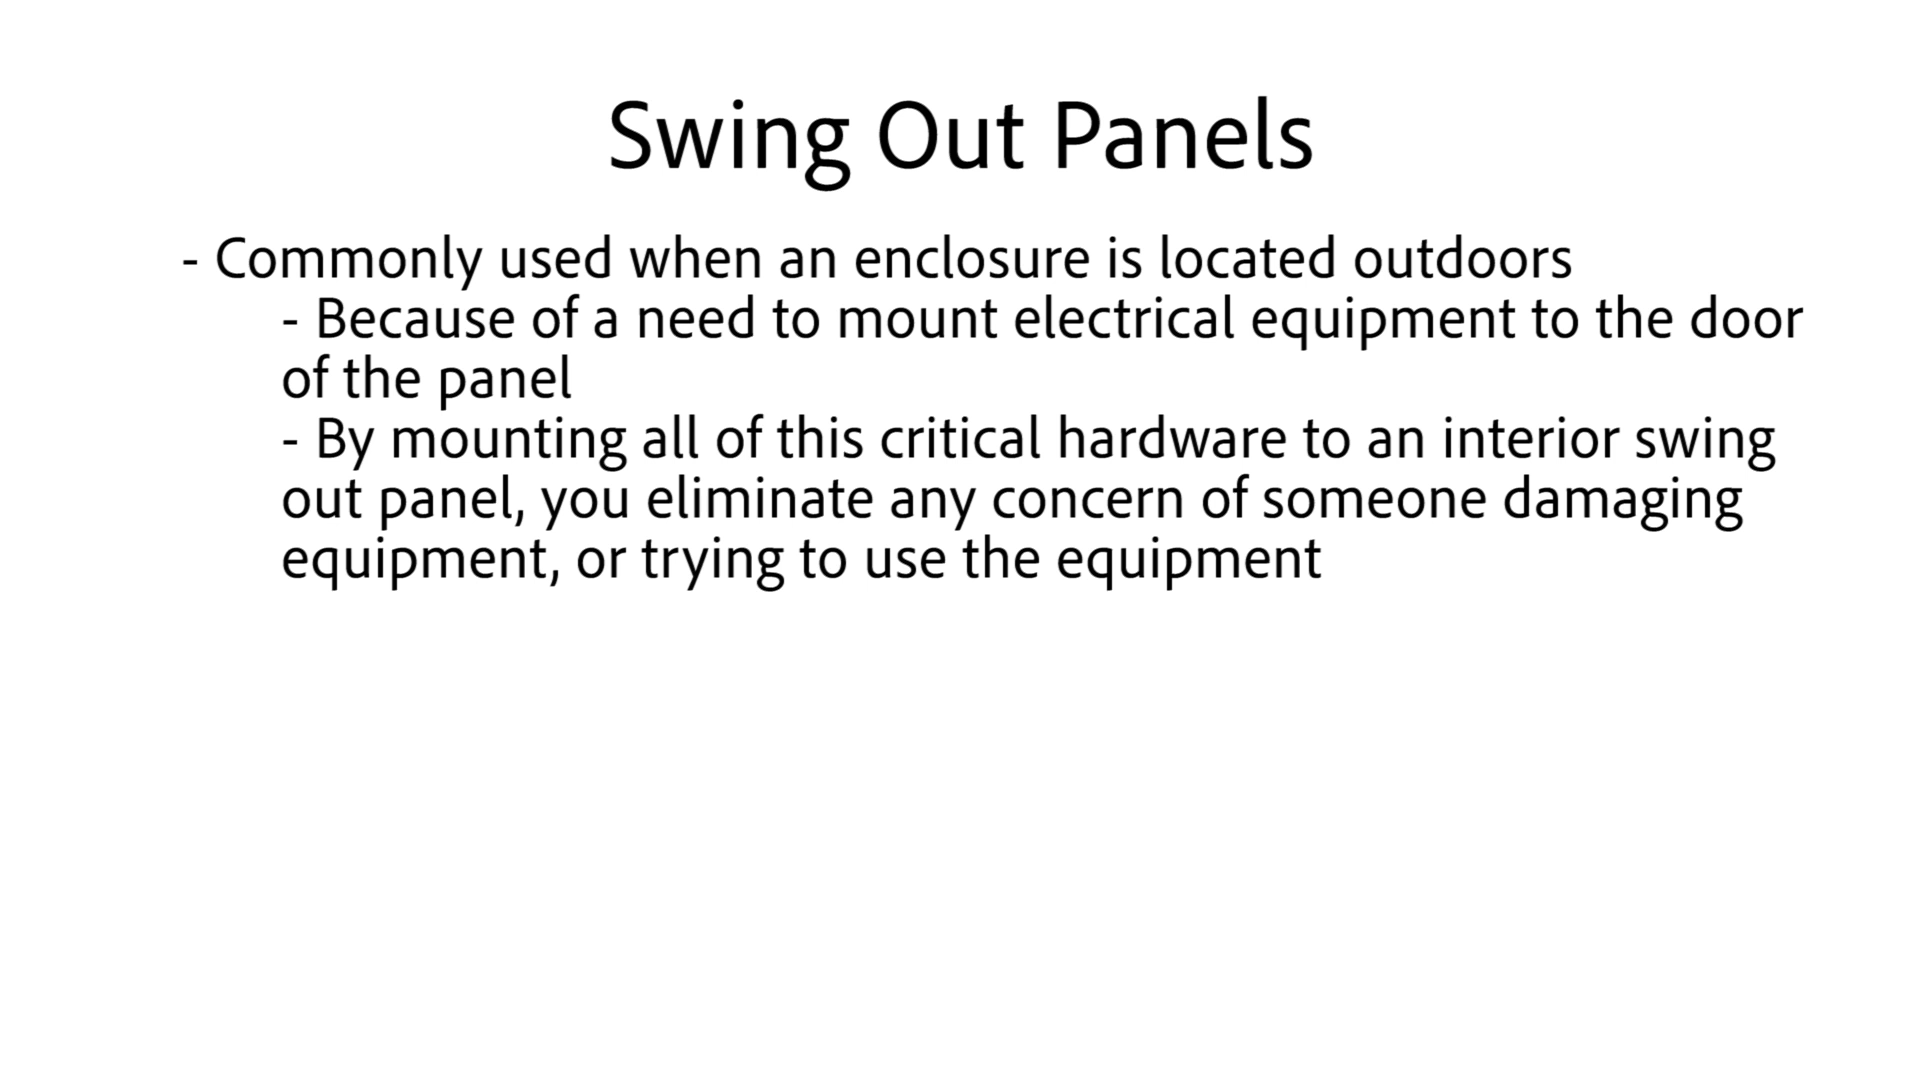 Swing Out Panels
- Commonly used when an enclosure is located outdoors
- Because of a need to mount electrical equipment to the door
of the panel
- By mounting all of this critical hardware to an interior swing
out panel, you eliminate any concern of someone damaging
equipment, or trying to use the equipment